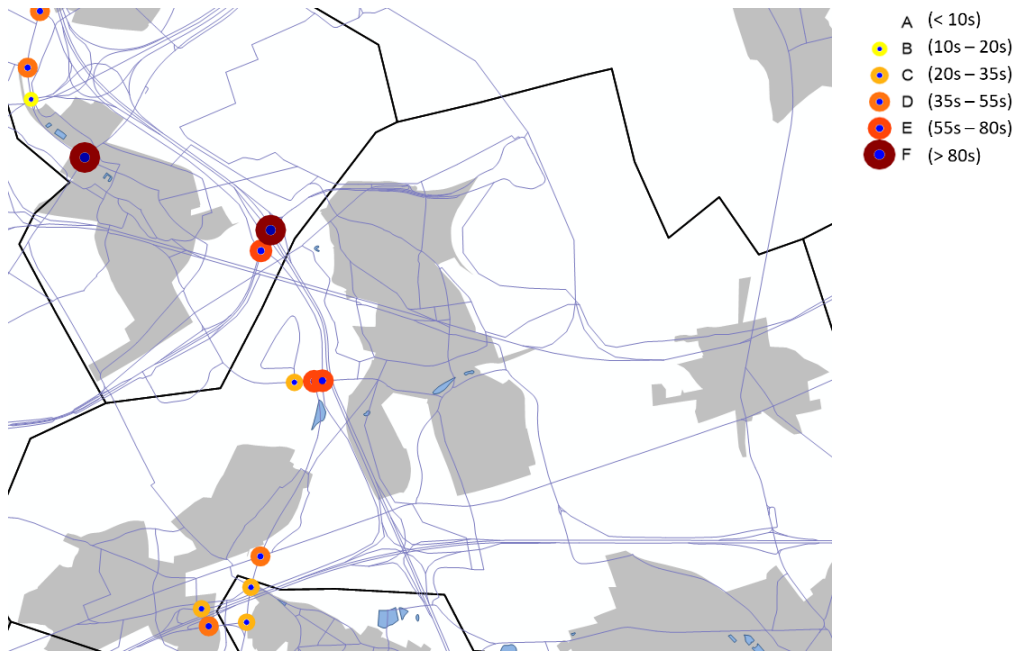 A (< 10s)
B (10s – 20s)
C (20s – 35s)
D (35s – 55s)
E (55s – 80s)
F (> 80s)